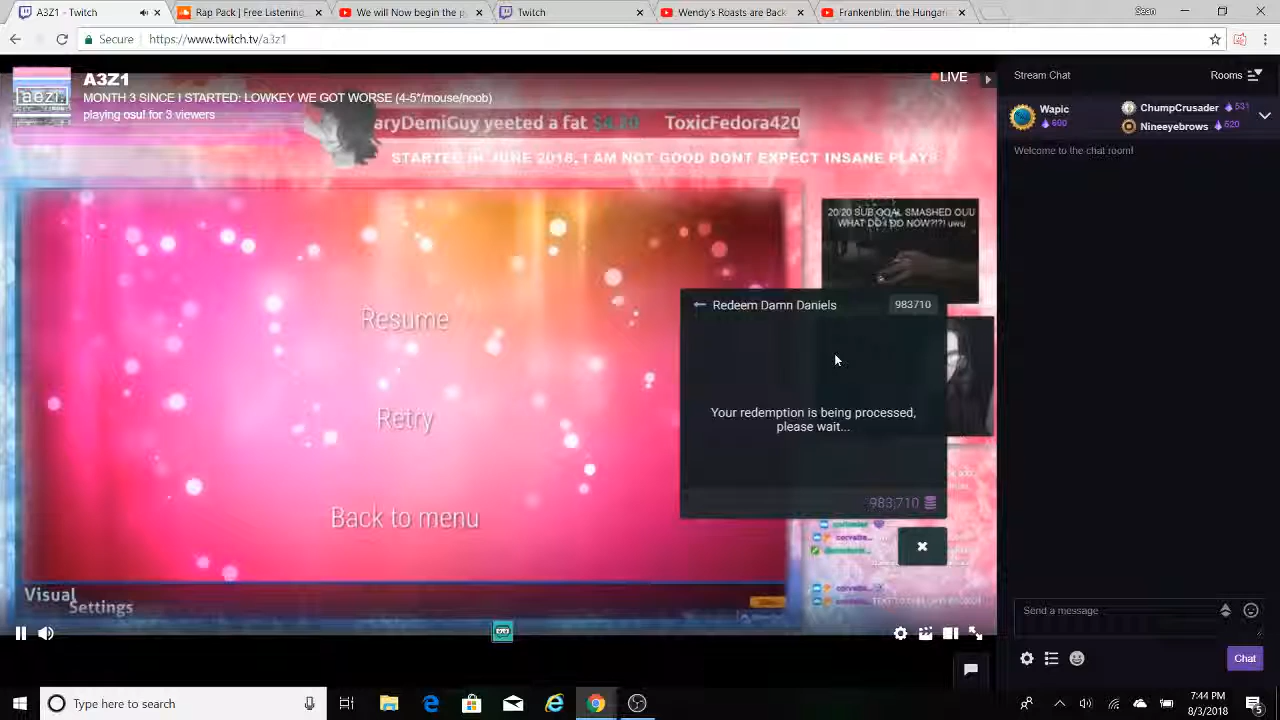 A3Z1 - Twitch
Rap Pack | Free Listening
We will Now begin the p
Twitch
Wendy's Roasts are Back
Frankenfin, the Hungari
Sean
Secure
https://www.twitch.tv/a3z1
A3Z1
LIVE
MONTH 3 SINCE I STARTED: LOWKEY WE GOT WORSE (4-5*/mouse/noob)
playing osu! for 3 viewers
aezi.
aryDemiGuy yeeted a fat $4.20
ToxicFedora420
STARTED IN JUNE 2018, I AM NOT GOOD DONT EXPECT INSANE PLAYS
20/20 SUB GOAL SMASHED OUU
WHAT DO I DO NOW?!?! uwu
Resume
Retry
Back to menu
Visual
Settings
Redeem Damn Daniels
983710
Your redemption is being processed,
please wait...
983,710
Stream Chat
Rooms
Wapic
600
ChumpCrusader
531
Nineeyebrows
520
Welcome to the chat room!
Send a message
Chat
Type here to search
7:44 PM
8/3/2018